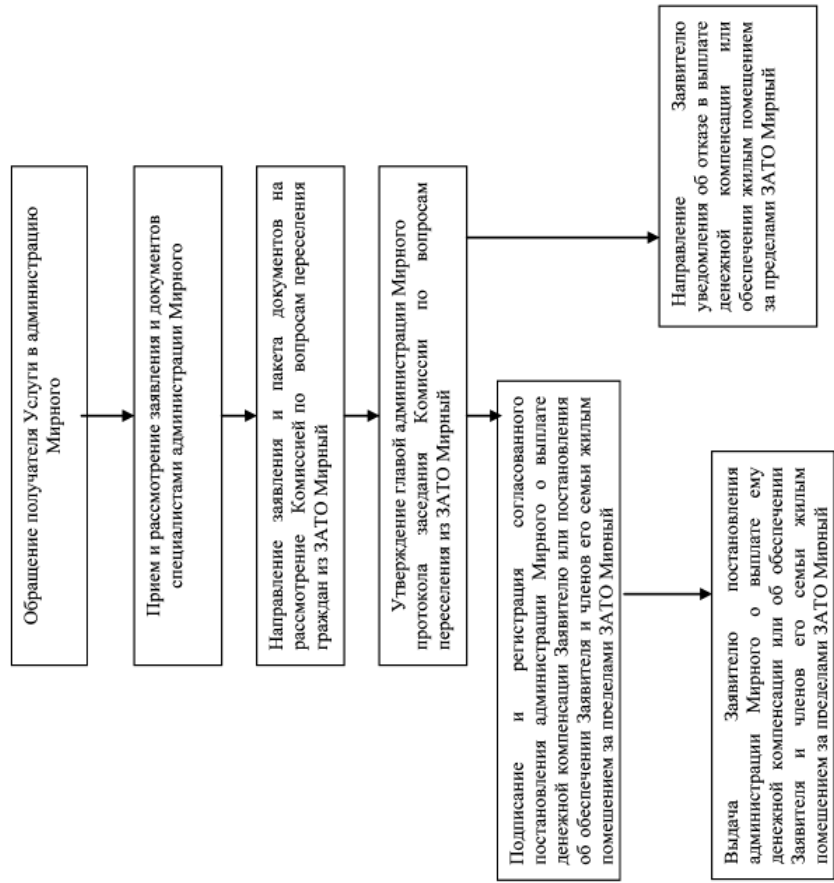 Обращение получателя Услуги в администрацию
Мирного
Прием и рассмотрение заявления и документов
специалистами администрации Мирного
Направление заявления и пакета документов на
рассмотрение Комиссией по вопросам переселения
граждан из ЗАТО Мирный
Утверждение главой администрации Мирного
протокола заседания Комиссии по вопросам
переселения из ЗАТО Мирный
Подписание и регистрация согласованного
постановления администрации Мирного о выплате
денежной компенсации Заявителю или постановления
об обеспечении Заявителя и членов его семьи жилым
помещением за пределами ЗАТО Мирный
Направление Заявителю
уведомления об отказе в выплате
денежной компенсации или
обеспечении жилым помещением
за пределами ЗАТО Мирный
Выдача Заявителю постановления
администрации Мирного о выплате ему
денежной компенсации или об обеспечении
Заявителя и членов его семьи жилым
помещением за пределами ЗАТО Мирный